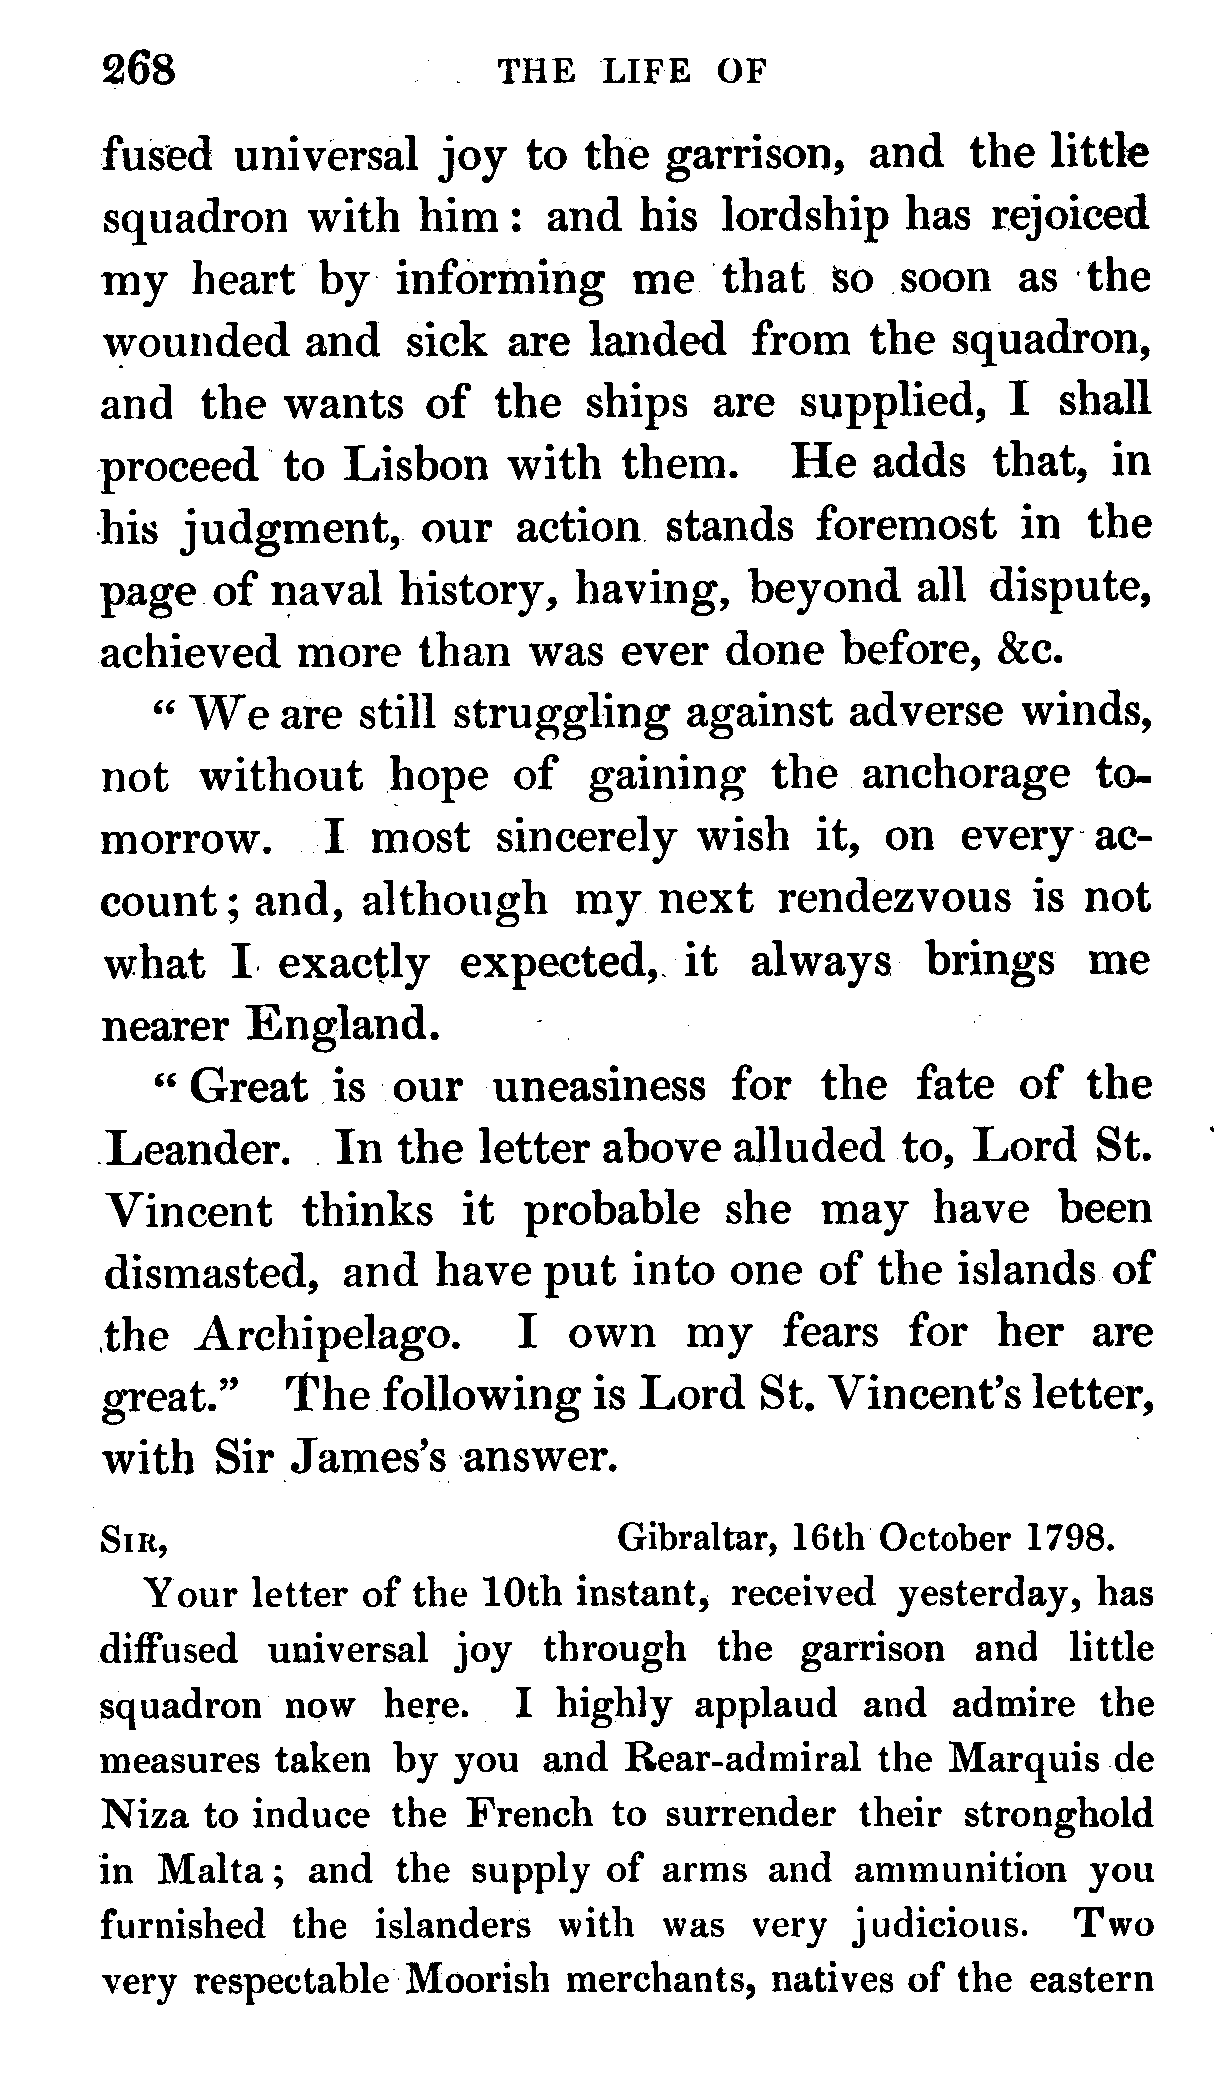 268 THE LIFE OF
fused universal joy to the garrison, and the little
squadron with him : and his lordship has rejoiced
my heart by informing me that so soon as the
wounded and sick are landed from the squadron,
and the wants of the ships are supplied, I shall
proceed to Lisbon with them. He adds that, in
his judgment, our action stands foremost in the
page of naval history, having, beyond all dispute,
achieved more than was ever done before, &c.
“ We are still struggling against adverse winds,
not without hope of gaining the anchorage to-
morrow. I most sincerely wish it, on every ac-
count ; and, although my next rendezvous is not
what I exactly expected, it always brings me
nearer England.
“ Great is our uneasiness for the fate of the
Leander. In the letter above alluded to, Lord St.
Vincent thinks it probable she may have been
dismasted, and have put into one of the islands of
the Archipelago. I own my fears for her are
great.” The following is Lord St. Vincent’s letter,
with Sir James’s answer.
SIR, Gibraltar, 16th October 1798.
Your letter of the 10th instant, received yesterday, has
diffused universal joy through the garrison and little
squadron now here. I highly applaud and admire the
measures taken by you and Rear-admiral the Marquis de
Niza to induce the French to surrender their stronghold
in Malta ; and the supply of arms and ammunition you
furnished the islanders with was very judicious. Two
very respectable Moorish merchants, natives of the eastern